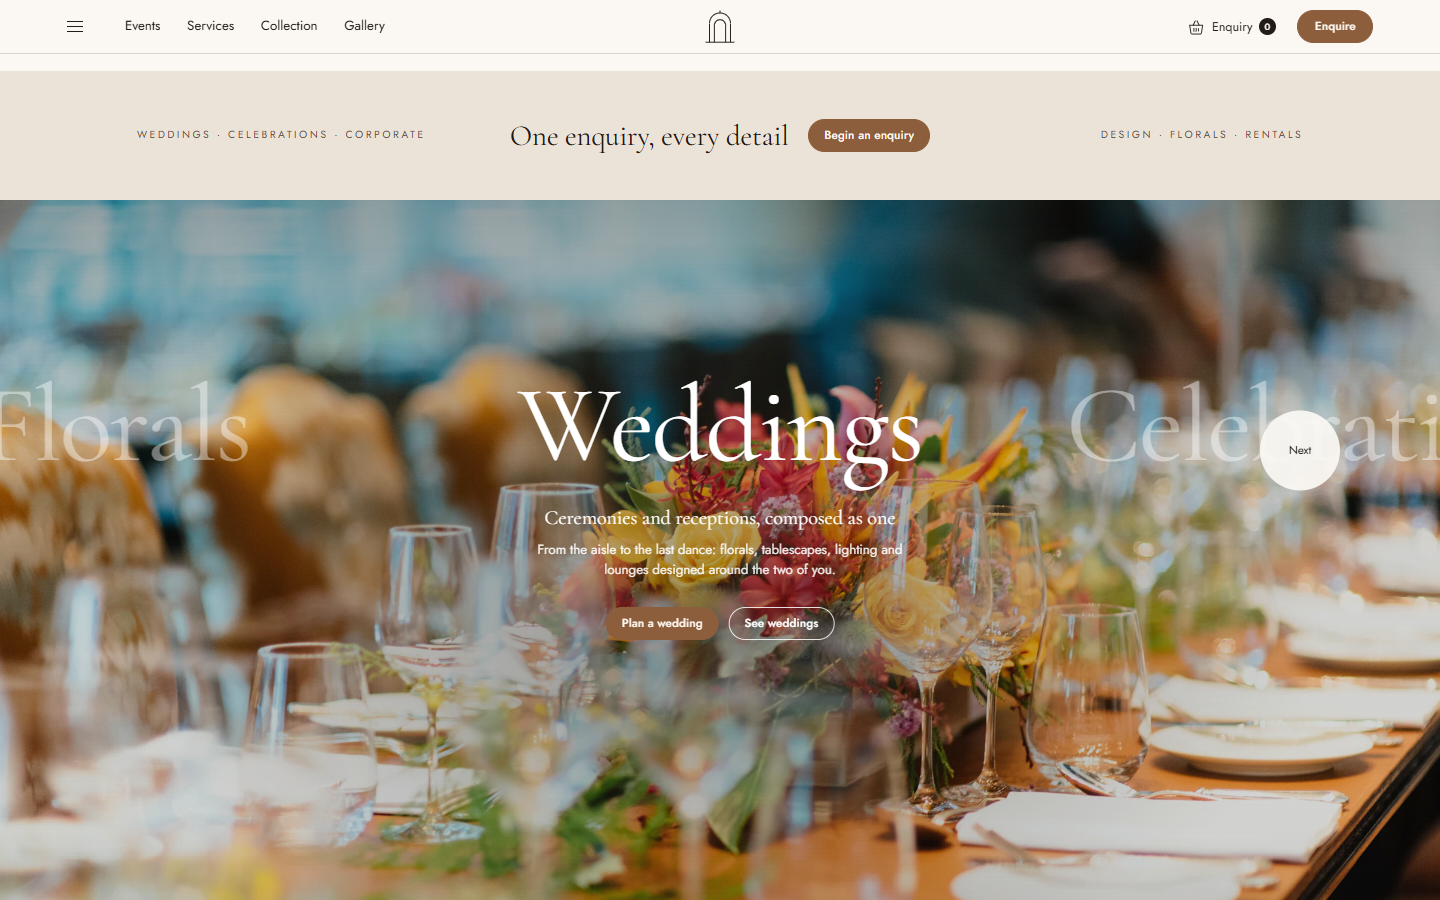 Events
Services
Collection
Gallery
Enquiry 0
Enquire
WEDDINGS · CELEBRATIONS · CORPORATE
One enquiry, every detail
Begin an enquiry
DESIGN · FLORALS · RENTALS
Florals
Weddings
Celebrati
Next
Ceremonies and receptions, composed as one
From the aisle to the last dance: florals, tablescapes, lighting and
lounges designed around the two of you.
Plan a wedding
See weddings